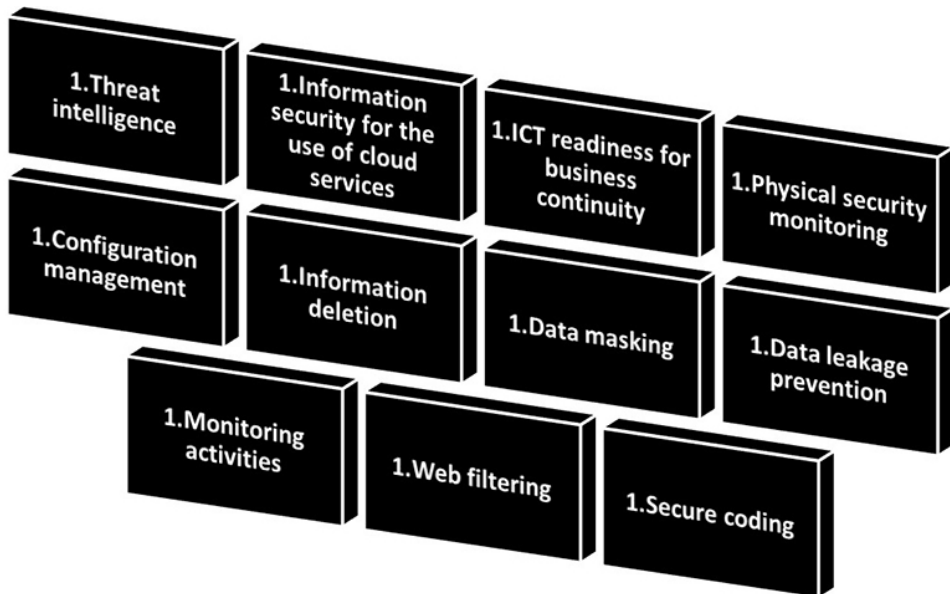 1.Threat
intelligence
1.Information
security for the
use of cloud
services
1.ICT readiness for
business
continuity
1.Physical security
monitoring
1.Configuration
management
1.Information
deletion
1.Data masking
1.Data leakage
prevention
1.Monitoring
activities
1.Web filtering
1.Secure coding